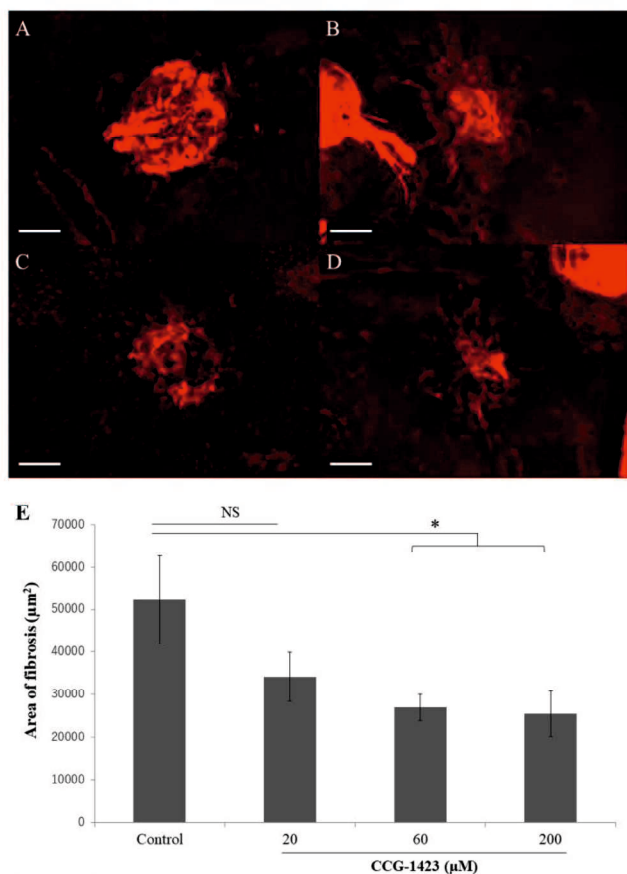 A B
C D
E
NS
*
70000
60000
50000
40000
30000
20000
10000
0
Area of fibrosis (µm²)
Control 20 60 200
CCG-1423 (µM)